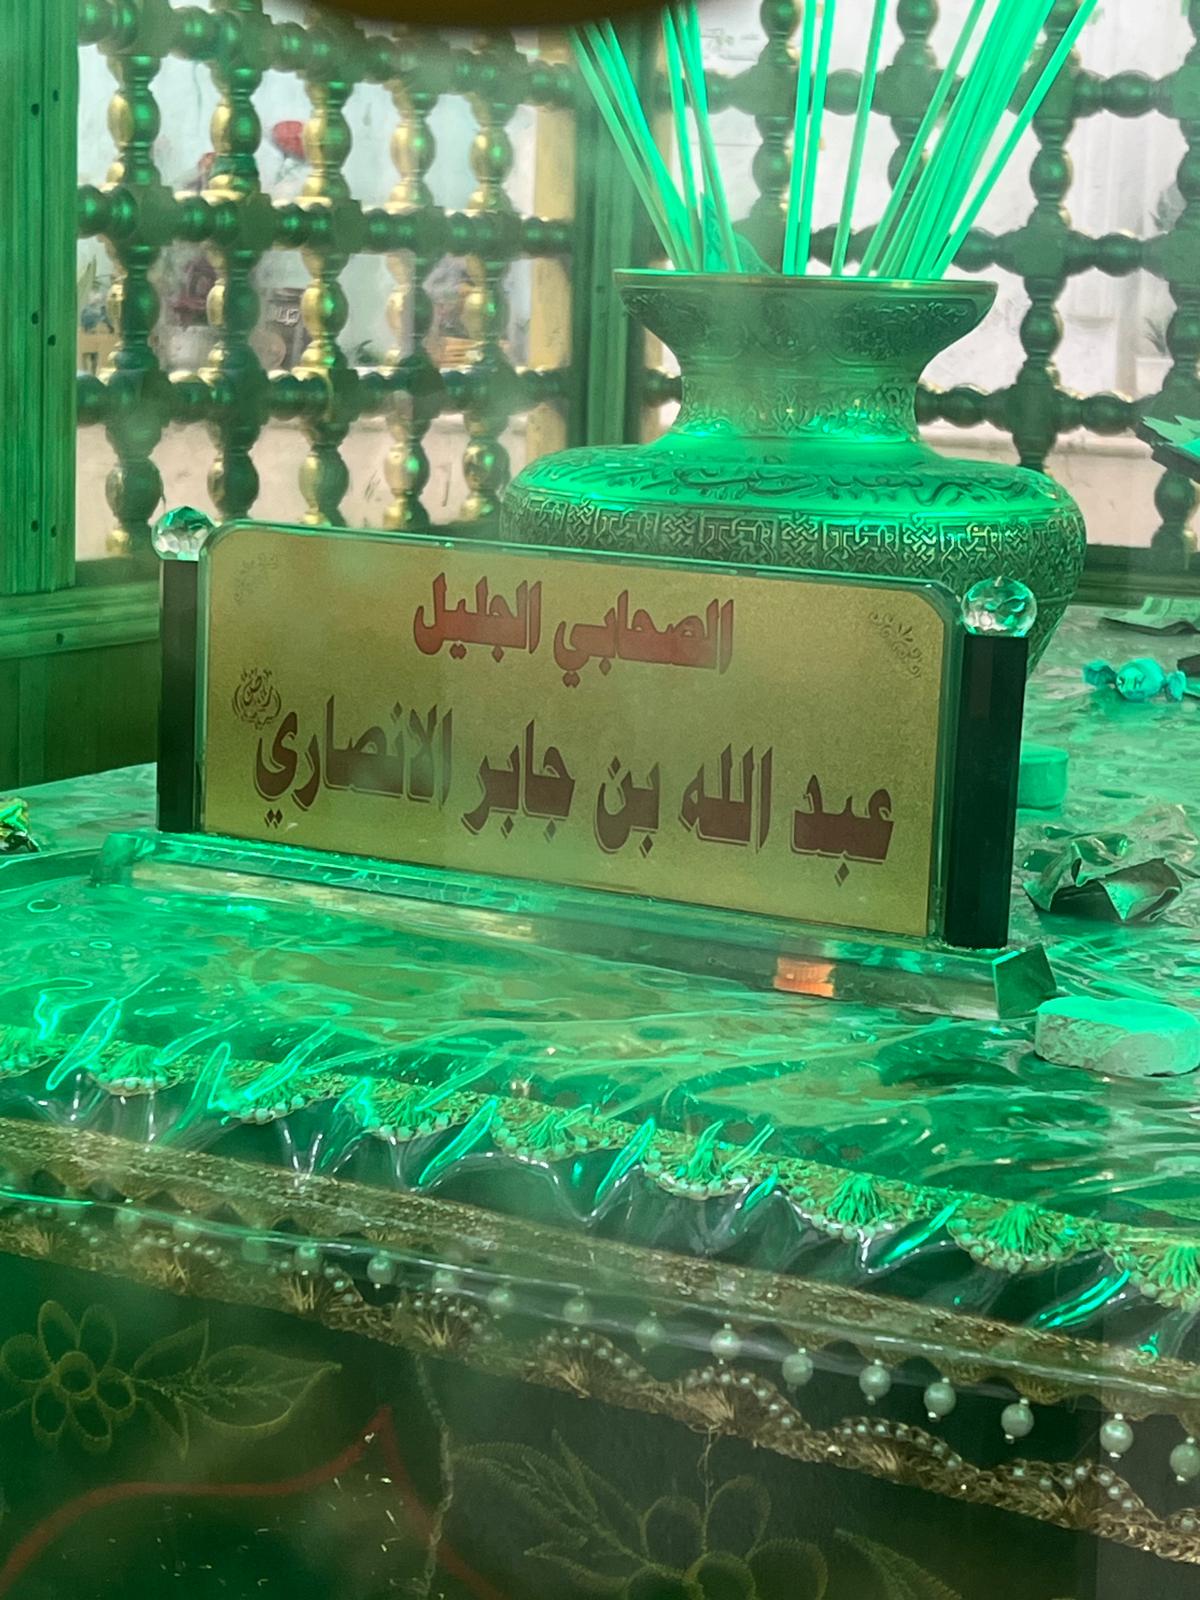 الصحابي الجليل
عبد الله بن جابر الانصاري